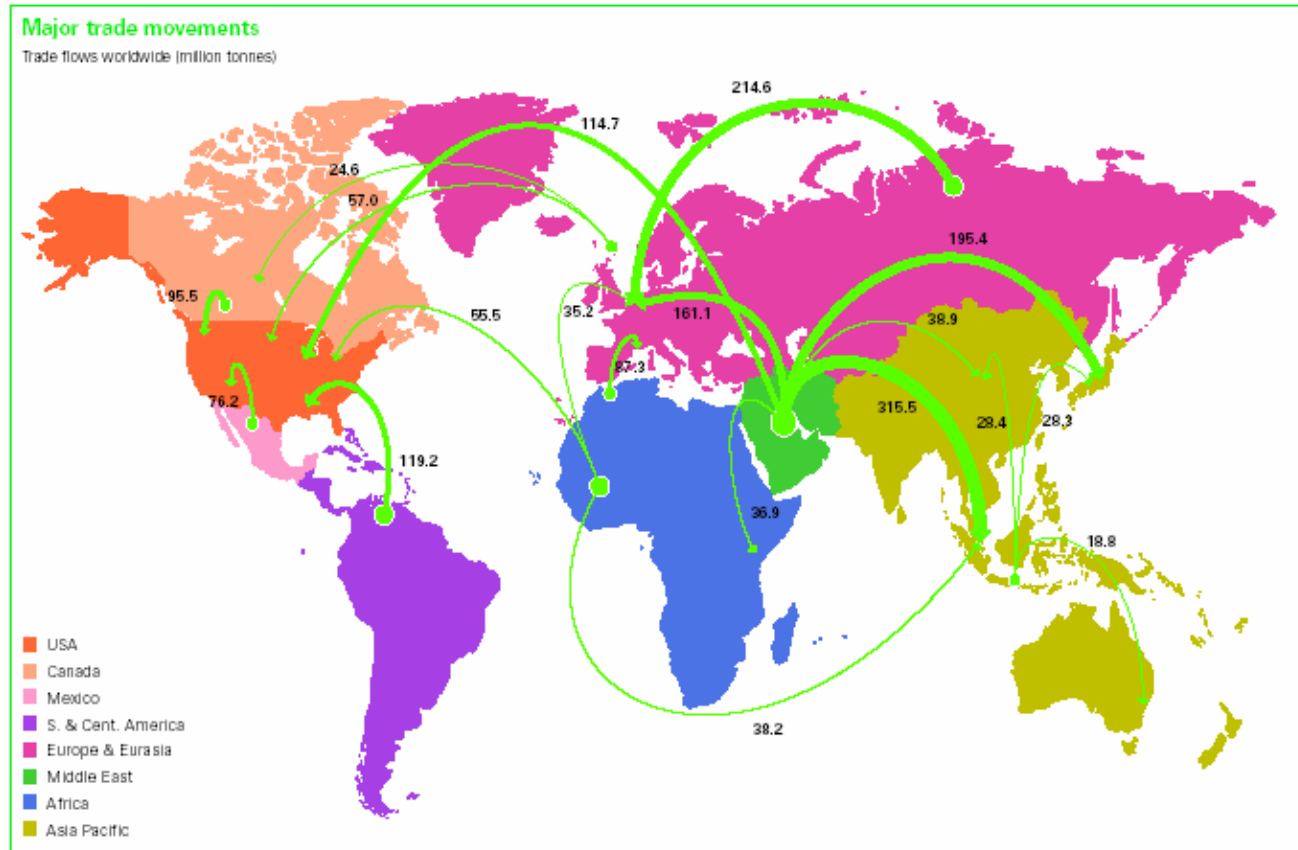 Major trade movements
Trade flows worldwide (million tonnes)
214.6
114.7
24.6
57.0
195.4
95.5
55.5
35.2
161.1
38.9
87.3
76.2
315.5
28.4
28.3
119.2
36.9
18.8
38.2
USA
Canada
Mexico
S. & Cent. America
Europe & Eurasia
Middle East
Africa
Asia Pacific